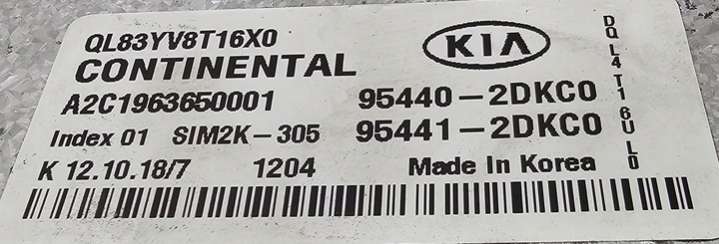 QL83YV8T16X0
KIA
CONTINENTAL
A2C1963650001 95440-2DKC0
Index 01 SIM2K-305 95441-2DKC0
K 12.10.18/7 1204 Made In Korea
DQ L4 T1 6U L0